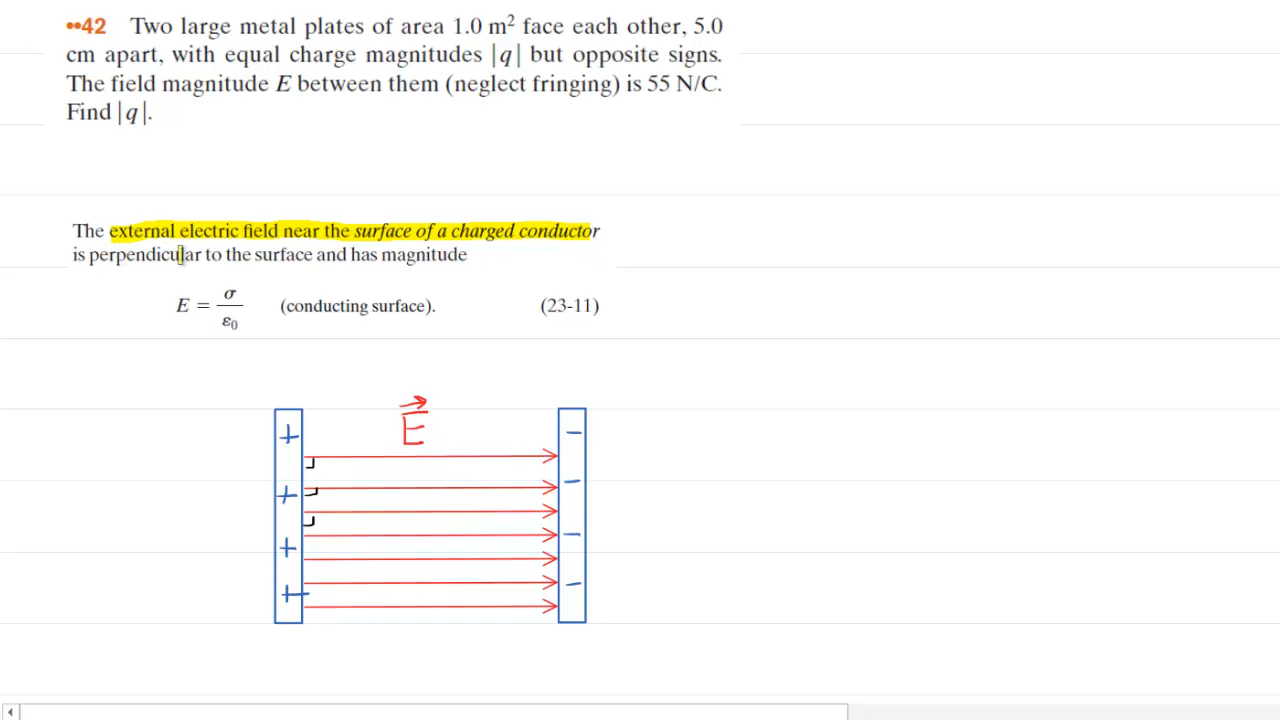 ••42 Two large metal plates of area 1.0 m² face each other, 5.0
cm apart, with equal charge magnitudes |q| but opposite signs.
The field magnitude E between them (neglect fringing) is 55 N/C.
Find |q|.
The external electric field near the surface of a charged conductor
is perpendicular to the surface and has magnitude
E = σ/ε₀ (conducting surface). (23-11)
E⃗
+ −
+ −
+ −
+ −